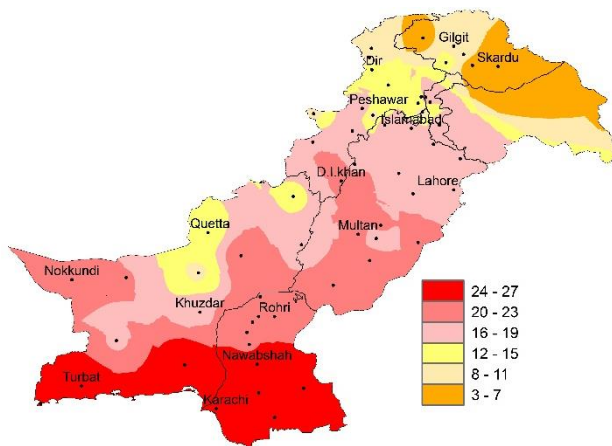 Gilgit
Dir
Skardu
Peshawar
Islamabad
D.I.khan
Lahore
Quetta
Multan
Nokkundi
Khuzdar
Rohri
Nawabshah
Turbat
Karachi
24 - 27
20 - 23
16 - 19
12 - 15
8 - 11
3 - 7